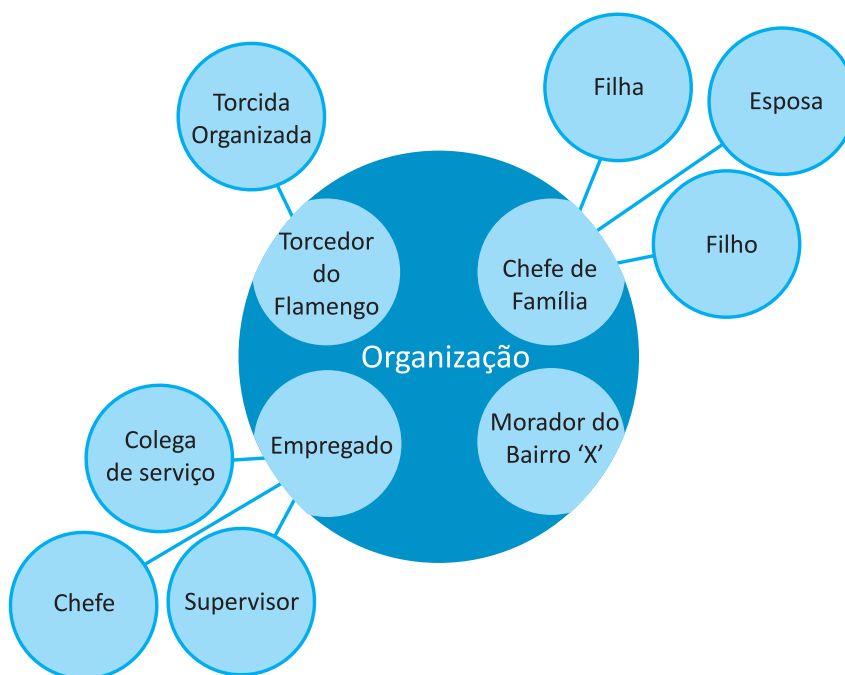 Torcida
Organizada
Filha
Esposa
Filho
Torcedor
do
Flamengo
Chefe de
Família
Organização
Empregado
Morador do
Bairro ‘X’
Colega
de serviço
Chefe
Supervisor